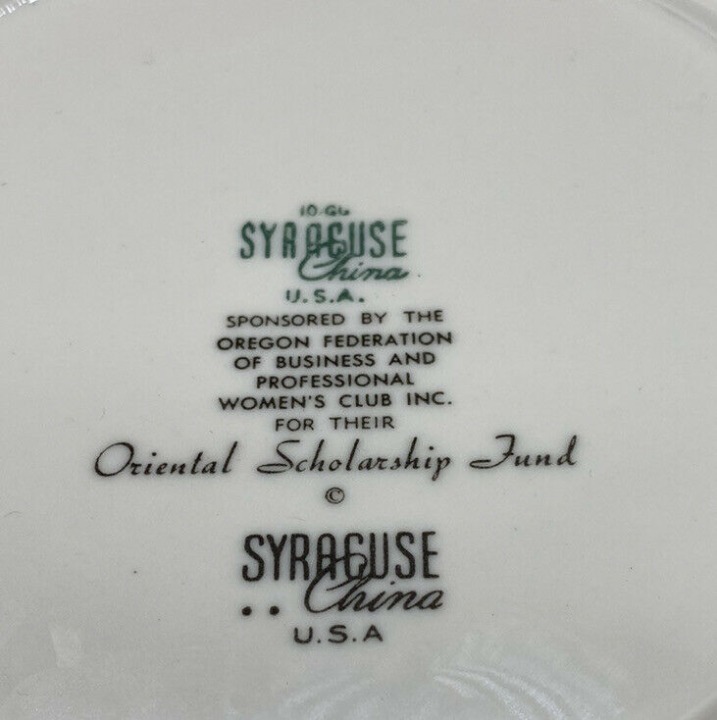 10-GG
SYRACUSE
China
U.S.A.
SPONSORED BY THE
OREGON FEDERATION
OF BUSINESS AND
PROFESSIONAL
WOMEN'S CLUB INC.
FOR THEIR
Oriental Scholarship Fund
©
SYRACUSE
•• China
U.S.A